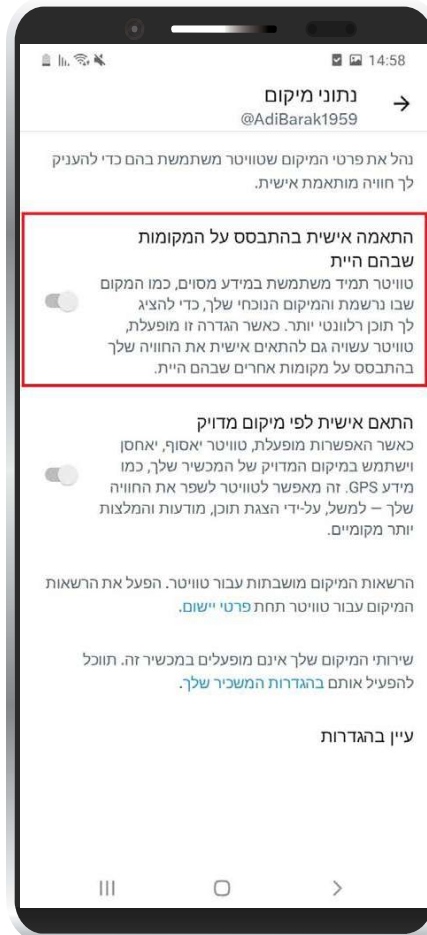 14:58
נתוני מיקום
@AdiBarak1959
נהל את פרטי המיקום שטוויטר משתמשת בהם כדי להעניק
לך חוויה מותאמת אישית.
התאמה אישית בהתבסס על המקומות
שבהם היית
טוויטר תמיד משתמשת במידע מסוים, כמו המקום
שבו נרשמת והמיקום הנוכחי שלך, כדי להציג
לך תוכן רלוונטי יותר. כאשר הגדרה זו מופעלת,
טוויטר עשויה גם להתאים אישית את החוויה שלך
בהתבסס על מקומות אחרים שבהם היית.
התאם אישית לפי מיקום מדויק
כאשר האפשרות מופעלת, טוויטר יאסוף, יאחסן
וישתמש במיקום המדויק של המכשיר שלך, כמו
מידע GPS. זה מאפשר לטוויטר לשפר את החוויה
שלך – למשל, על-ידי הצגת תוכן, מודעות והמלצות
יותר מקומיים.
הרשאות המיקום מושבתות עבור טוויטר. הפעל את הרשאות
המיקום עבור טוויטר תחת פרטי יישום.
שירותי המיקום שלך אינם מופעלים במכשיר זה. תווכל
להפעיל אותם בהגדרות המשכיר שלך.
עיין בהגדרות